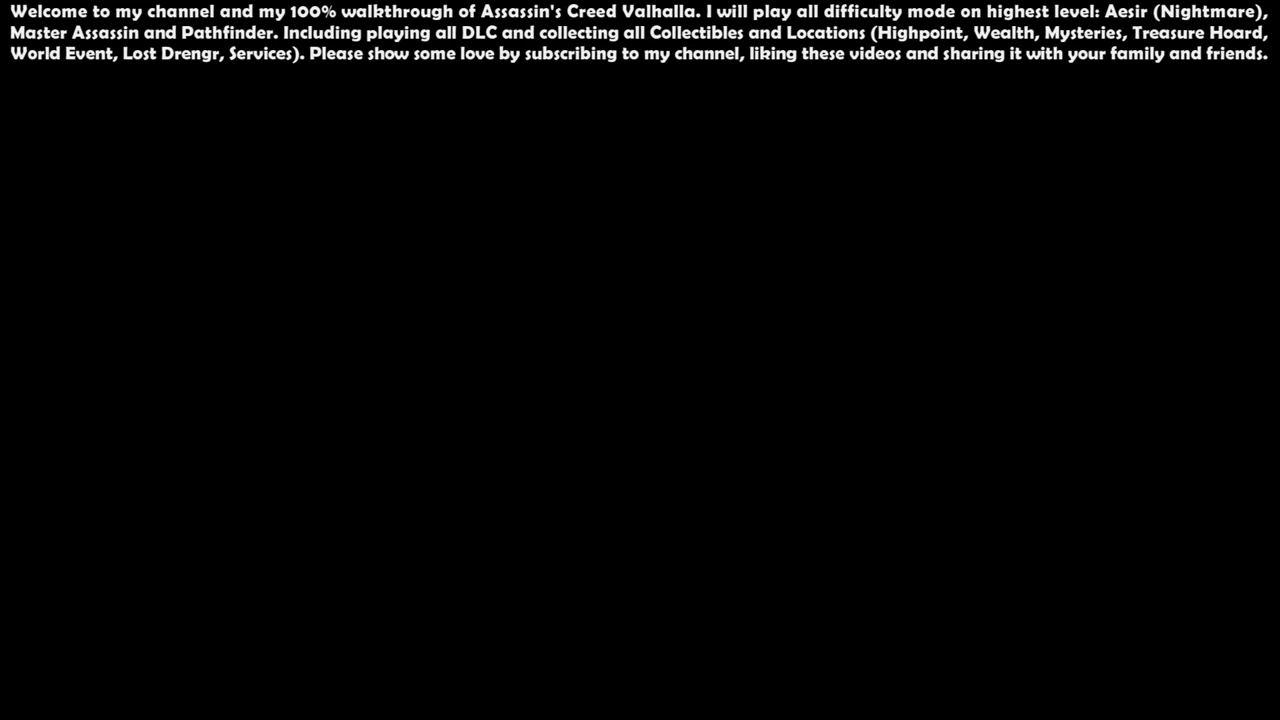 Welcome to my channel and my 100% walkthrough of Assassin's Creed Valhalla. I will play all difficulty mode on highest level: Aesir (Nightmare),
Master Assassin and Pathfinder. Including playing all DLC and collecting all Collectibles and Locations (Highpoint, Wealth, Mysteries, Treasure Hoard,
World Event, Lost Drengr, Services). Please show some love by subscribing to my channel, liking these videos and sharing it with your family and friends.